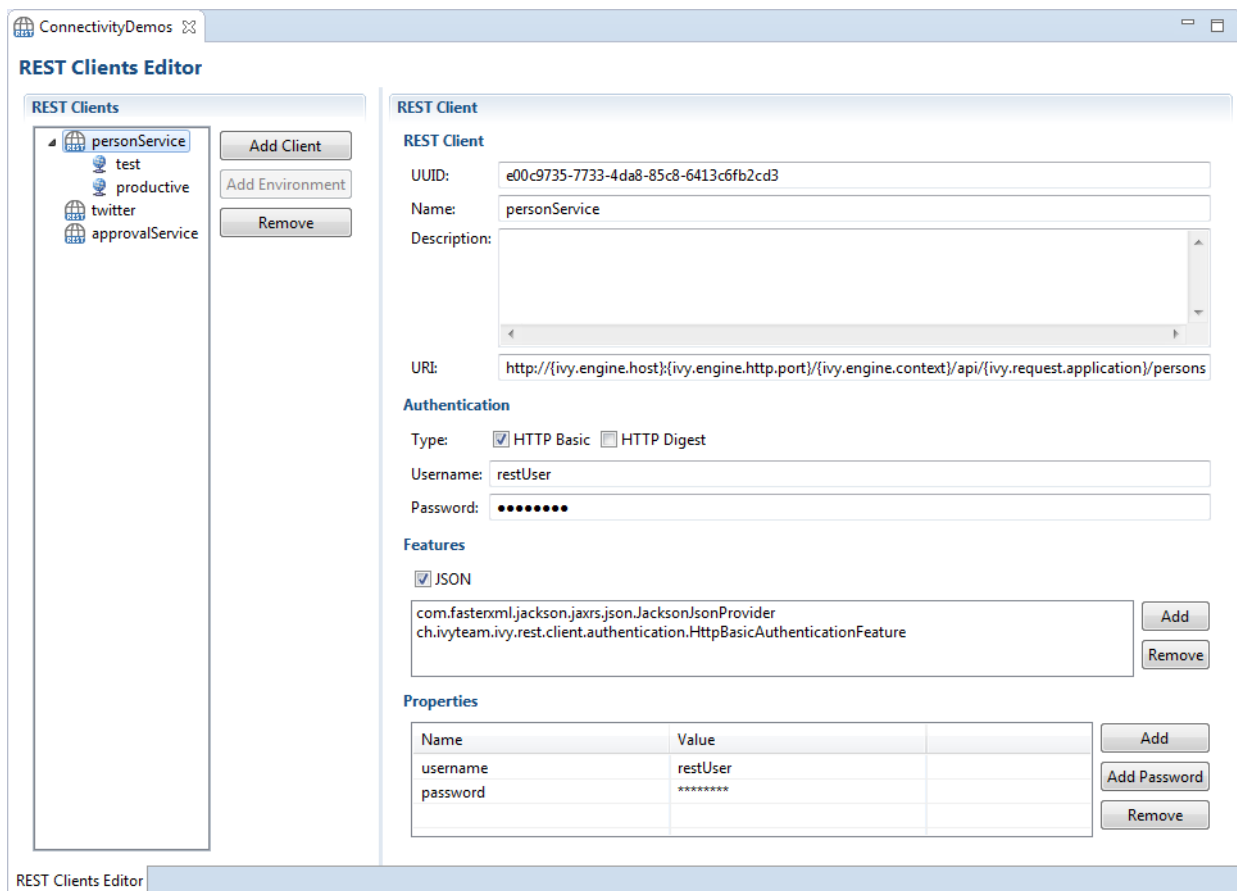 ConnectivityDemos
REST Clients Editor
REST Clients
personService
test
productive
twitter
approvalService
Add Client
Add Environment
Remove
REST Client
REST Client
UUID: e00c9735-7733-4da8-85c8-6413c6fb2cd3
Name: personService
Description:
URI: http://{ivy.engine.host}:{ivy.engine.http.port}/{ivy.engine.context}/api/{ivy.request.application}/persons
Authentication
Type: HTTP Basic HTTP Digest
Username: restUser
Password: ●●●●●●●●
Features
JSON
com.fasterxml.jackson.jaxrs.json.JacksonJsonProvider
ch.ivyteam.ivy.rest.client.authentication.HttpBasicAuthenticationFeature
Add
Remove
Properties
Name Value
username restUser
password ********
Add
Add Password
Remove
REST Clients Editor